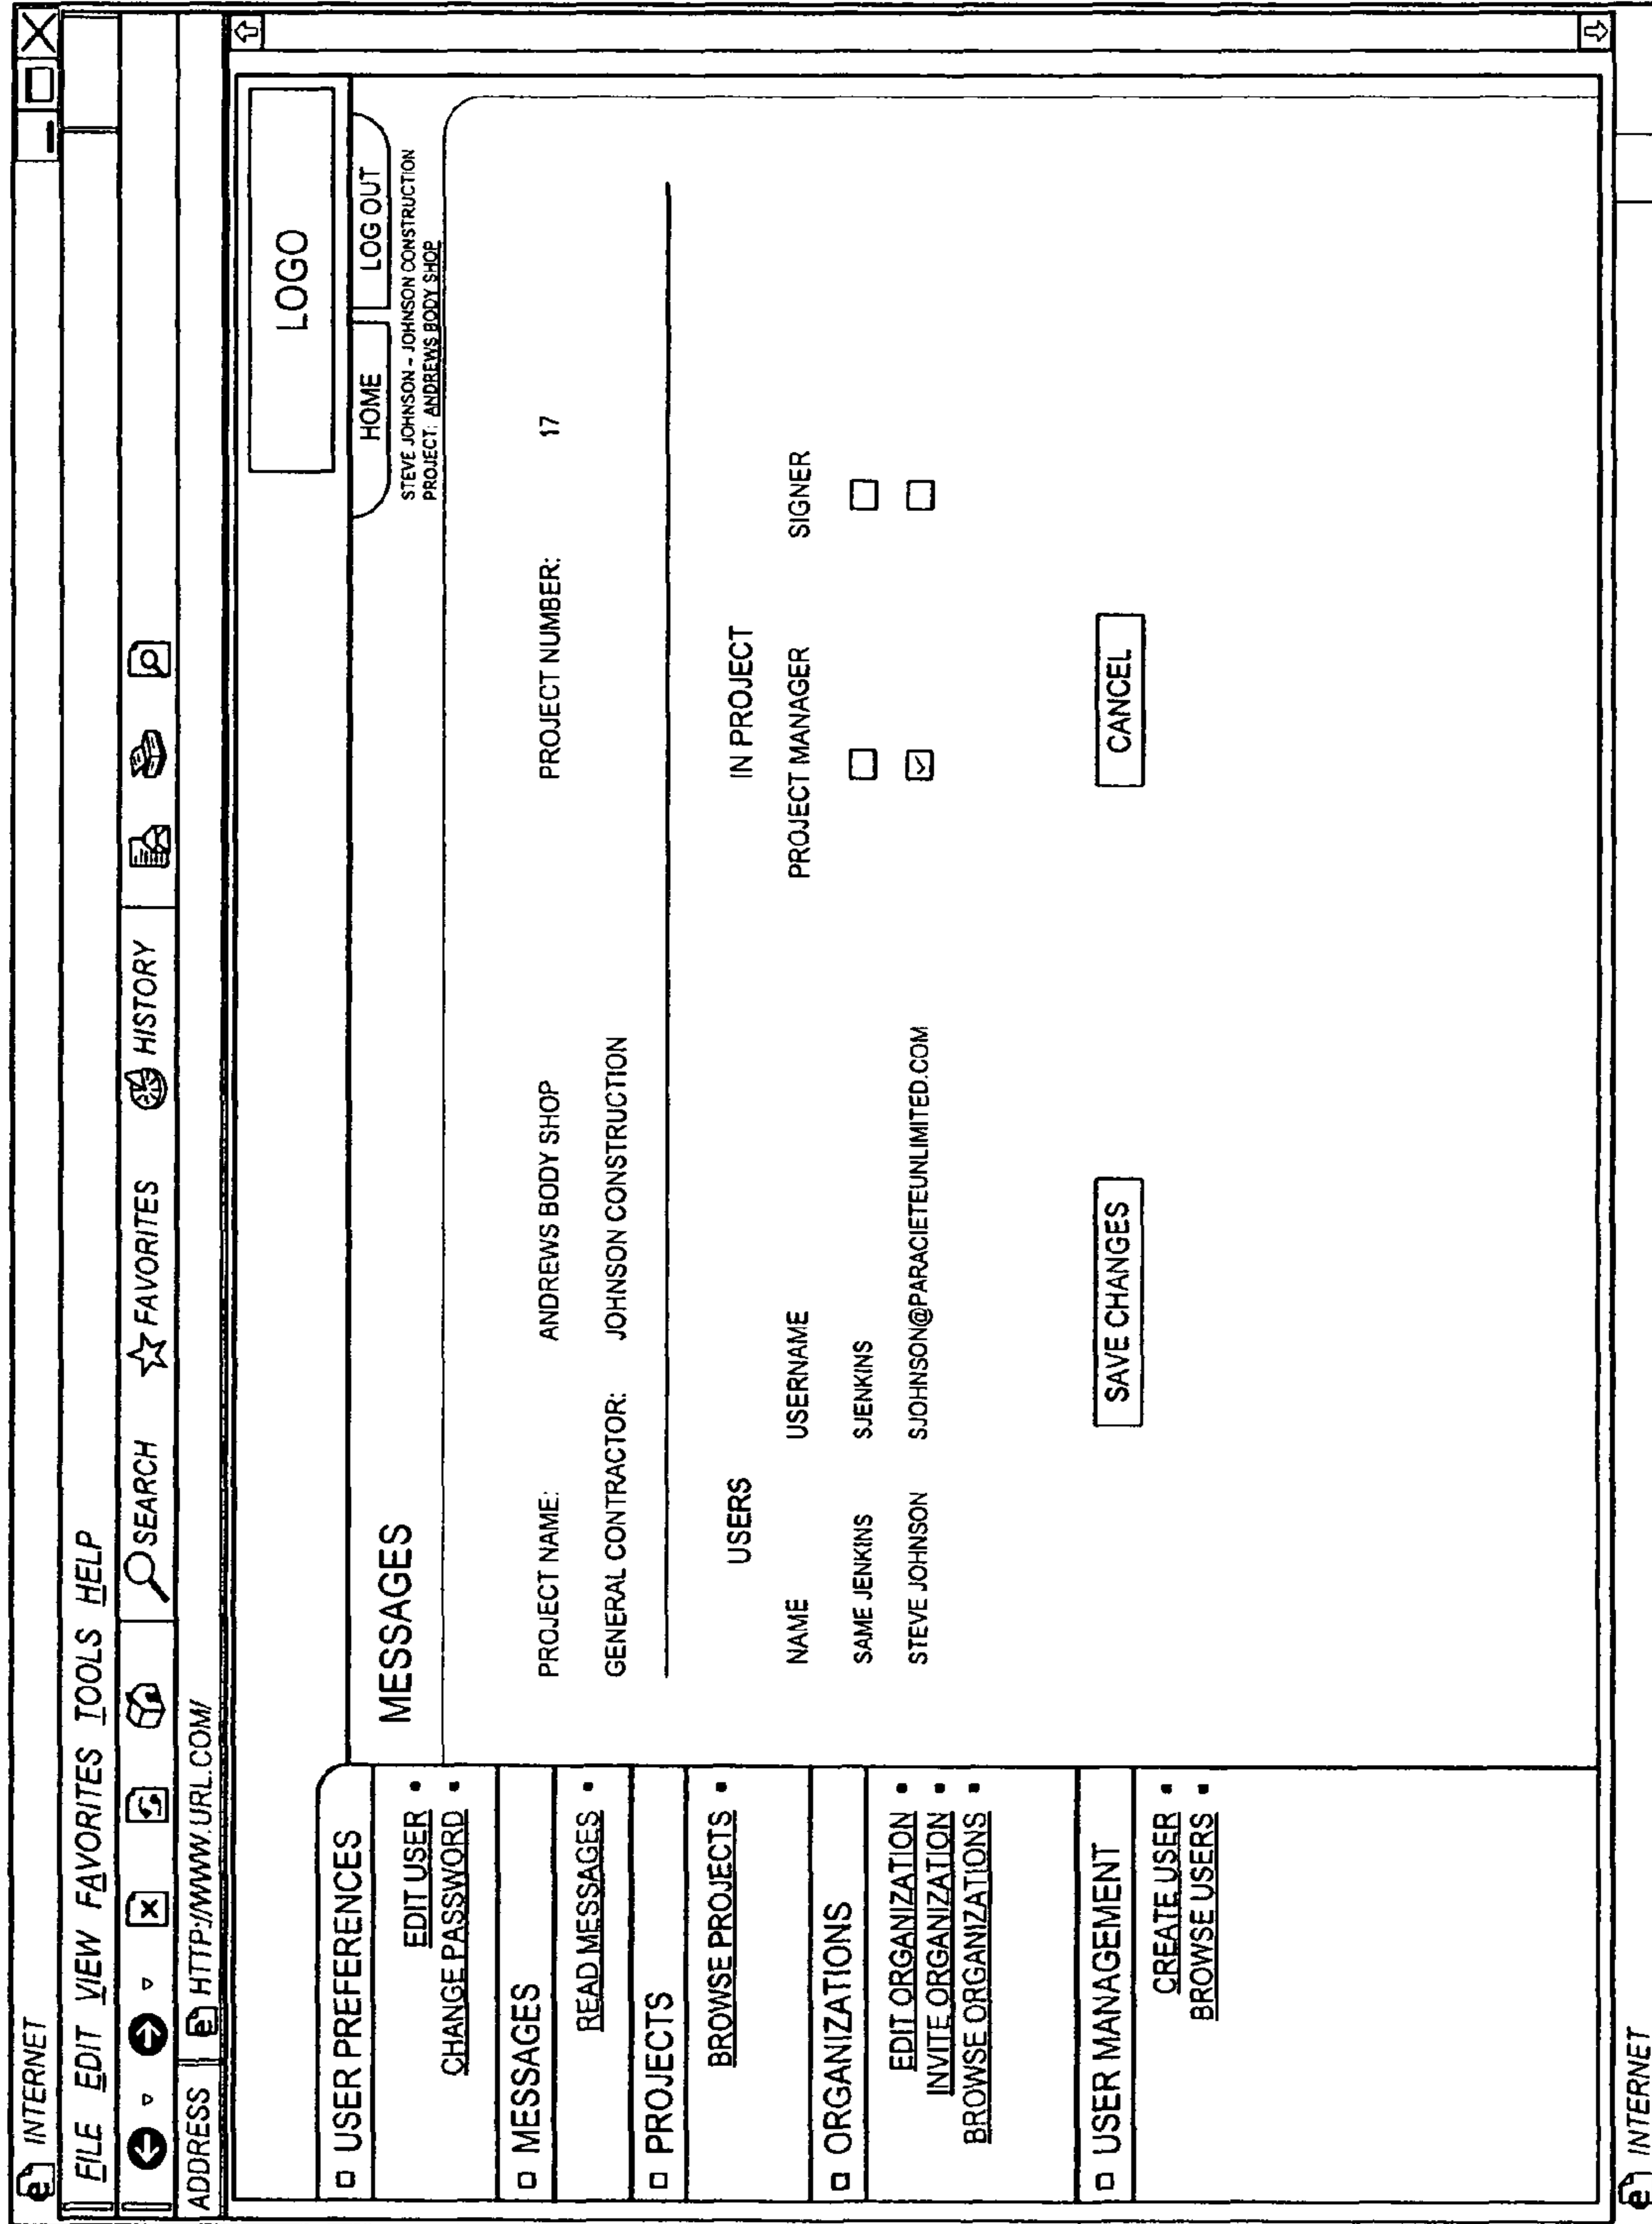 INTERNET
FILE EDIT VIEW FAVORITES TOOLS HELP
SEARCH FAVORITES HISTORY
ADDRESS HTTP://WWW.URL.COM/
LOGO
HOME LOG OUT
STEVE JOHNSON - JOHNSON CONSTRUCTION
PROJECT: ANDREWS BODY SHOP
USER PREFERENCES
EDIT USER
CHANGE PASSWORD
MESSAGES
READ MESSAGES
PROJECTS
BROWSE PROJECTS
ORGANIZATIONS
EDIT ORGANIZATION
INVITE ORGANIZATION
BROWSE ORGANIZATIONS
USER MANAGEMENT
CREATE USER
BROWSE USERS
MESSAGES
PROJECT NAME: ANDREWS BODY SHOP PROJECT NUMBER: 17
GENERAL CONTRACTOR: JOHNSON CONSTRUCTION
USERS IN PROJECT
NAME USERNAME PROJECT MANAGER SIGNER
SAME JENKINS SJENKINS
STEVE JOHNSON SJOHNSON@PARACIETEUNLIMITED.COM
SAVE CHANGES CANCEL
INTERNET